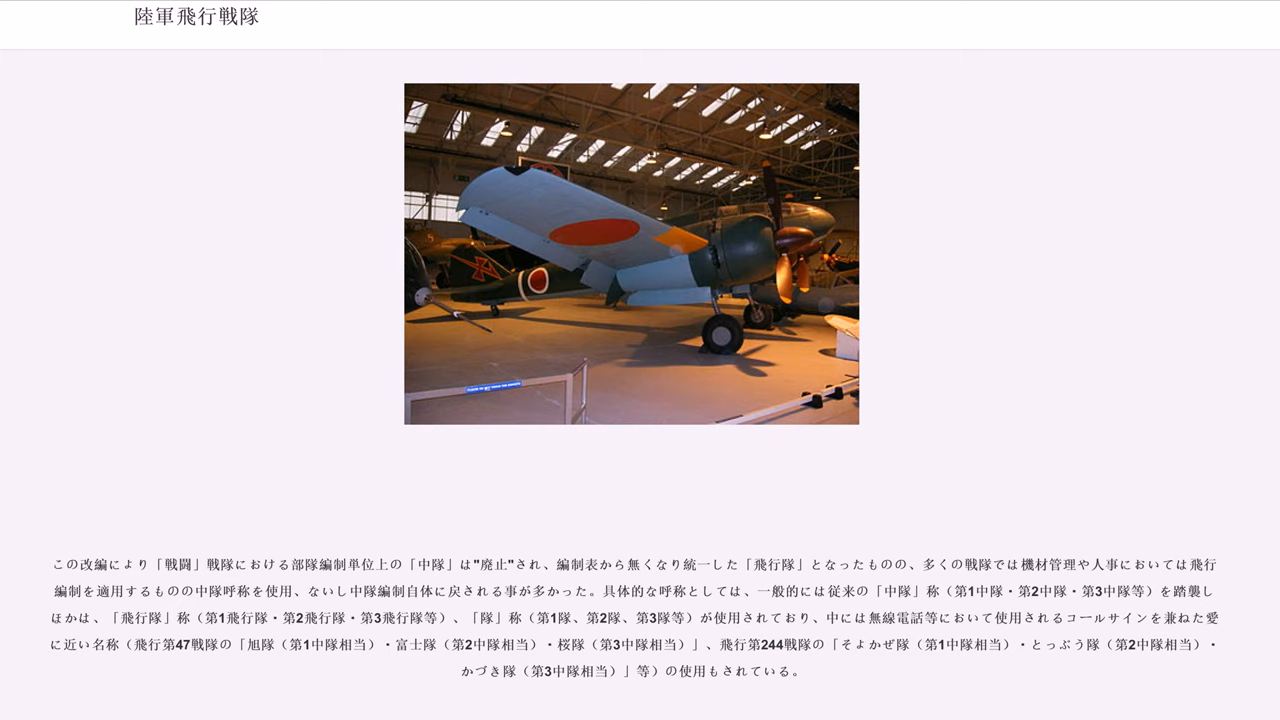 陸軍飛行戦隊
この改編により「戦闘」戦隊における部隊編制単位上の「中隊」は"廃止"され、編制表から無くなり統一した「飛行隊」となったものの、多くの戦隊では機材管理や人事においては飛行
編制を適用するものの中隊呼称を使用、ないし中隊編制自体に戻される事が多かった。具体的な呼称としては、一般的には従来の「中隊」称（第1中隊・第2中隊・第3中隊等）を踏襲し
ほかは、「飛行隊」称（第1飛行隊・第2飛行隊・第3飛行隊等）、「隊」称（第1隊、第2隊、第3隊等）が使用されており、中には無線電話等において使用されるコールサインを兼ねた愛
に近い名称（飛行第47戦隊の「旭隊（第1中隊相当）・富士隊（第2中隊相当）・桜隊（第3中隊相当）」、飛行第244戦隊の「そよかぜ隊（第1中隊相当）・とっぷう隊（第2中隊相当）・
かづき隊（第3中隊相当）」等）の使用もされている。